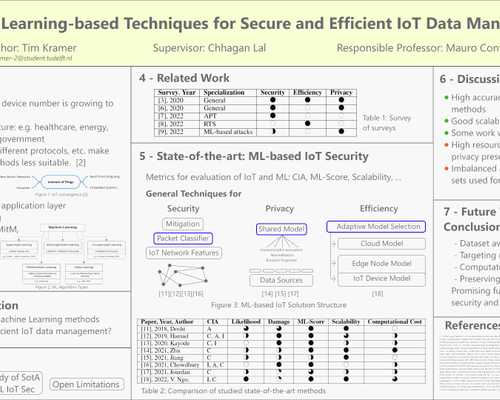 Learning-based Techniques for Secure and Efficient IoT Data Man
hor: Tim Kramer
Supervisor: Chhagan Lal
Responsible Professor: Mauro Con
mer-2@student.tudelft.nl
device number is growing to
ture: e.g. healthcare, energy,
government
ifferent protocols, etc. make
thods less suitable. [2]
application layer
MitM,
tion
achine Learning methods
cient IoT data management?
dy of SotA
L IoT Sec
Open Limitations
4 - Related Work
Survey. Year Specialization Security Efficiency Privacy
[3], 2020 General
[6], 2020 General
[7], 2022 APT
[8], 2022 RTS
[9], 2022 ML-based attacks
Table 1: Survey
of surveys
5 - State-of-the-art: ML-based IoT Security
Metrics for evaluation of IoT and ML: CIA, ML-Score, Scalability, ...
General Techniques for
Security
Mitigation
Packet Classifier
IoT Network Features
[11][12][13][16]
Privacy
Shared Model
Data Sources
[14] [15] [17]
Efficiency
Adaptive Model Selection
Cloud Model
Edge Node Model
IoT Device Model
[18]
Figure 3: ML-based IoT Solution Structure
Paper, Year, Author CIA Likelihood Damage ML-Score Scalability Computational Cost
[11], 2018, Doshi A
[12], 2019, C, A, I
[13], 2020, Kayode C, I
[14], 2021, Zhu C
[15], 2021, Jiang C
[16], 2021, Chowdhury I, A, C
[17], 2021, Jourdan C
[18], 2022, Y. Ngo, I, C
Table 2: Comparison of studied state-of-the-art methods
6 - Discussi
High accura
methods
Good scalab
Some work
High resour
privacy prese
Imbalanced
sets used for
7 - Future
Conclusion
- Dataset av
- Targeting
- Computat
- Preserving
Promising fu
security and
References